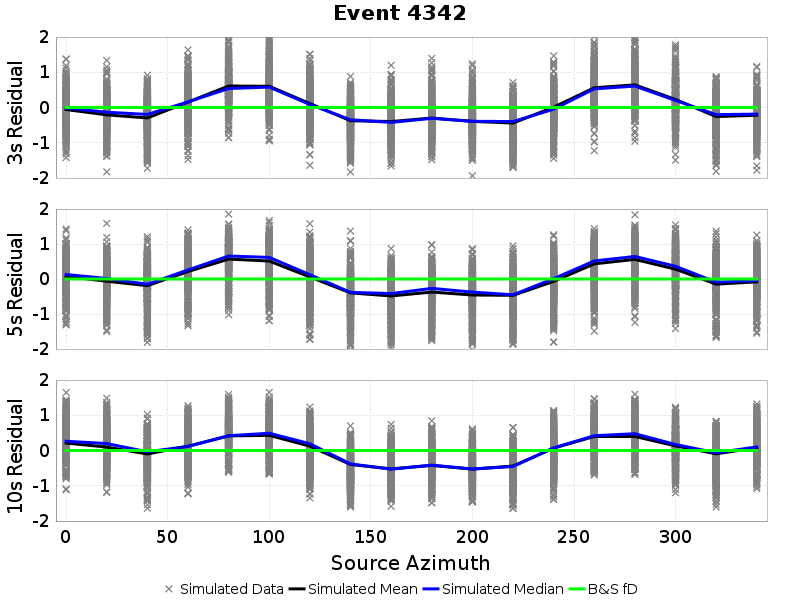 Event 4342
3s Residual
2
1
0
-1
-2
5s Residual
2
1
0
-1
-2
10s Residual
2
1
0
-1
-2
0 50 100 150 200 250 300
Source Azimuth
Simulated Data Simulated Mean Simulated Median B&S fD